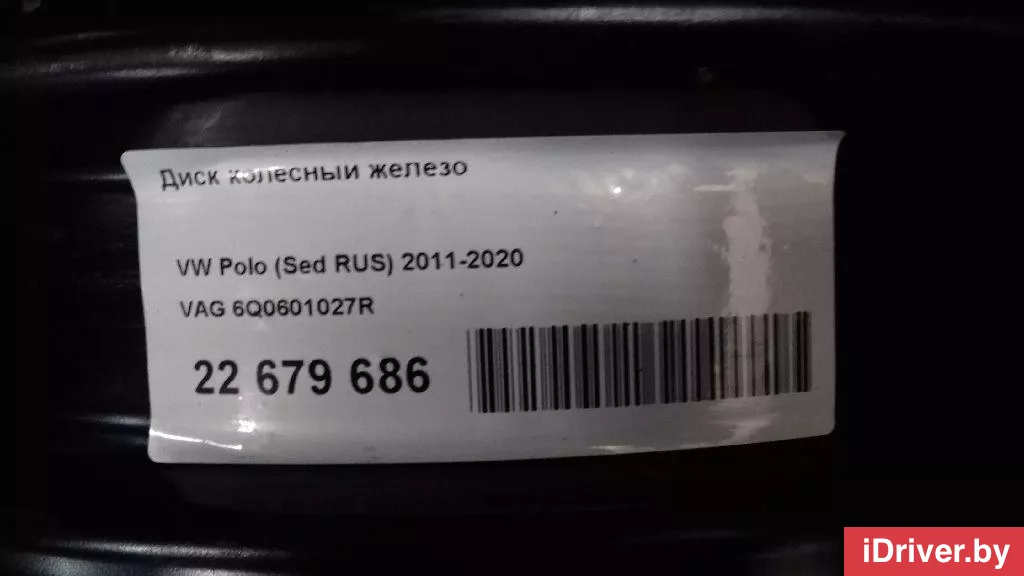 Диск колесный железо
VW Polo (Sed RUS) 2011-2020
VAG 6Q0601027R
22 679 686
iDriver.by